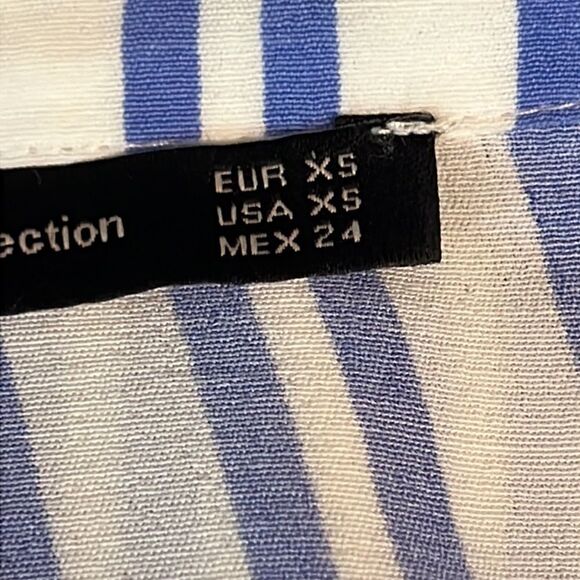 EUR XS
USA XS
ection
MEX 24